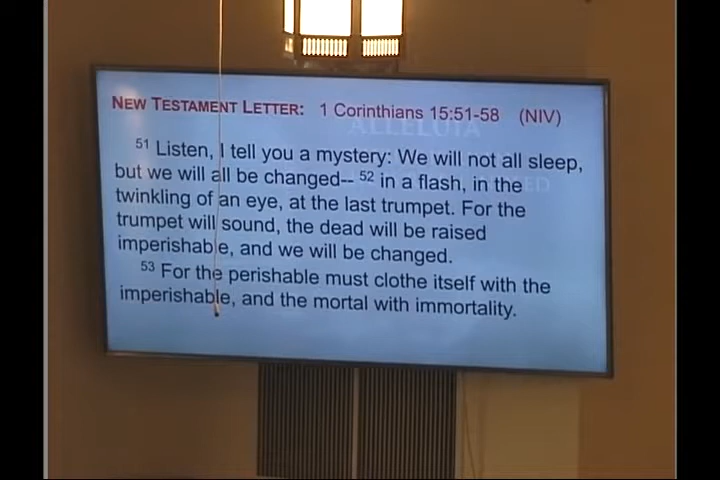 NEW TESTAMENT LETTER: 1 Corinthians 15:51-58 (NIV)
ALLELUIA
51 Listen, I tell you a mystery: We will not all sleep,
but we will all be changed-- 52 in a flash, in the
twinkling of an eye, at the last trumpet. For the
trumpet will sound, the dead will be raised
imperishable, and we will be changed.
53 For the perishable must clothe itself with the
imperishable, and the mortal with immortality.